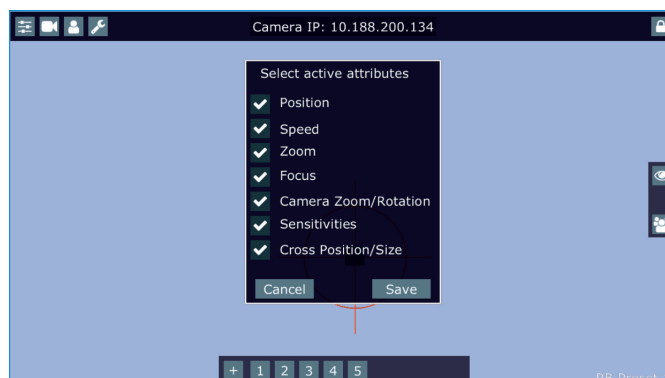 Camera IP: 10.188.200.134
Select active attributes
Position
Speed
Zoom
Focus
Camera Zoom/Rotation
Sensitivities
Cross Position/Size
Cancel Save
+ 1 2 3 4 5